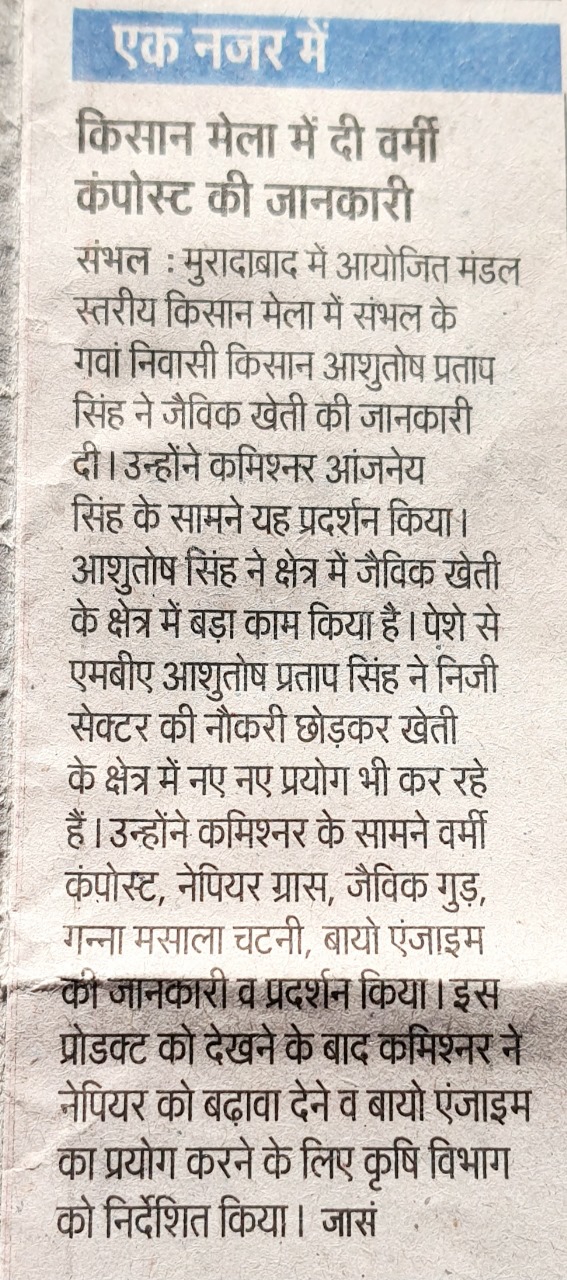 एक नजर में
किसान मेला में दी वर्मी
कंपोस्ट की जानकारी
संभल : मुरादाबाद में आयोजित मंडल
स्तरीय किसान मेला में संभल के
गवां निवासी किसान आशुतोष प्रताप
सिंह ने जैविक खेती की जानकारी
दी। उन्होंने कमिश्नर आंजनेय
सिंह के सामने यह प्रदर्शन किया।
आशुतोष सिंह ने क्षेत्र में जैविक खेती
के क्षेत्र में बड़ा काम किया है। पेशे से
एमबीए आशुतोष प्रताप सिंह ने निजी
सेक्टर की नौकरी छोड़कर खेती
के क्षेत्र में नए नए प्रयोग भी कर रहे
हैं। उन्होंने कमिश्नर के सामने वर्मी
कंपोस्ट, नेपियर ग्रास, जैविक गुड़,
गन्ना मसाला चटनी, बायो एंजाइम
की जानकारी व प्रदर्शन किया। इस
प्रोडक्ट को देखने के बाद कमिश्नर ने
नेपियर को बढ़ावा देने व बायो एंजाइम
का प्रयोग करने के लिए कृषि विभाग
को निर्देशित किया। जासं